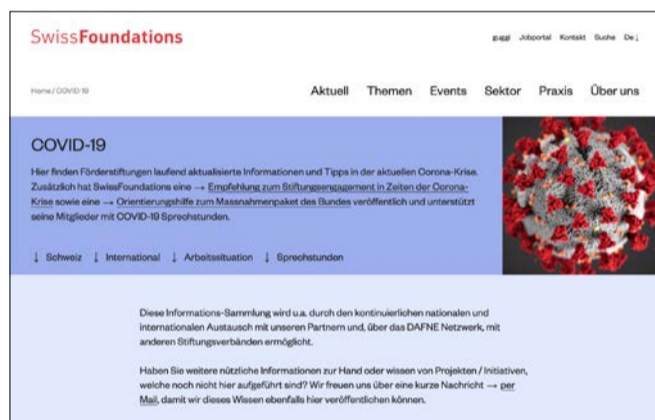 SwissFoundations
Jobportal Kontakt Suche De ↓
Home / COVID-19
Aktuell Themen Events Sektor Praxis Über uns
COVID-19
Hier finden Förderstiftungen laufend aktualisierte Informationen und Tipps in der aktuellen Corona-Krise.
Zusätzlich hat SwissFoundations eine → Empfehlung zum Stiftungsengagement in Zeiten der Corona-
Krise sowie eine → Orientierungshilfe zum Massnahmenpaket des Bundes veröffentlich und unterstützt
seine Mitglieder mit COVID-19 Sprechstunden.
↓ Schweiz ↓ International ↓ Arbeitssituation ↓ Sprechstunden
Diese Informations-Sammlung wird u.a. durch den kontinuierlichen nationalen und
internationalen Austausch mit unseren Partnern und, über das DAFNE Netzwerk, mit
anderen Stiftungsverbänden ermöglicht.
Haben Sie weitere nützliche Informationen zur Hand oder wissen von Projekten / Initiativen,
welche noch nicht hier aufgeführt sind? Wir freuen uns über eine kurze Nachricht → per
Mail, damit wir dieses Wissen ebenfalls hier veröffentlichen können.